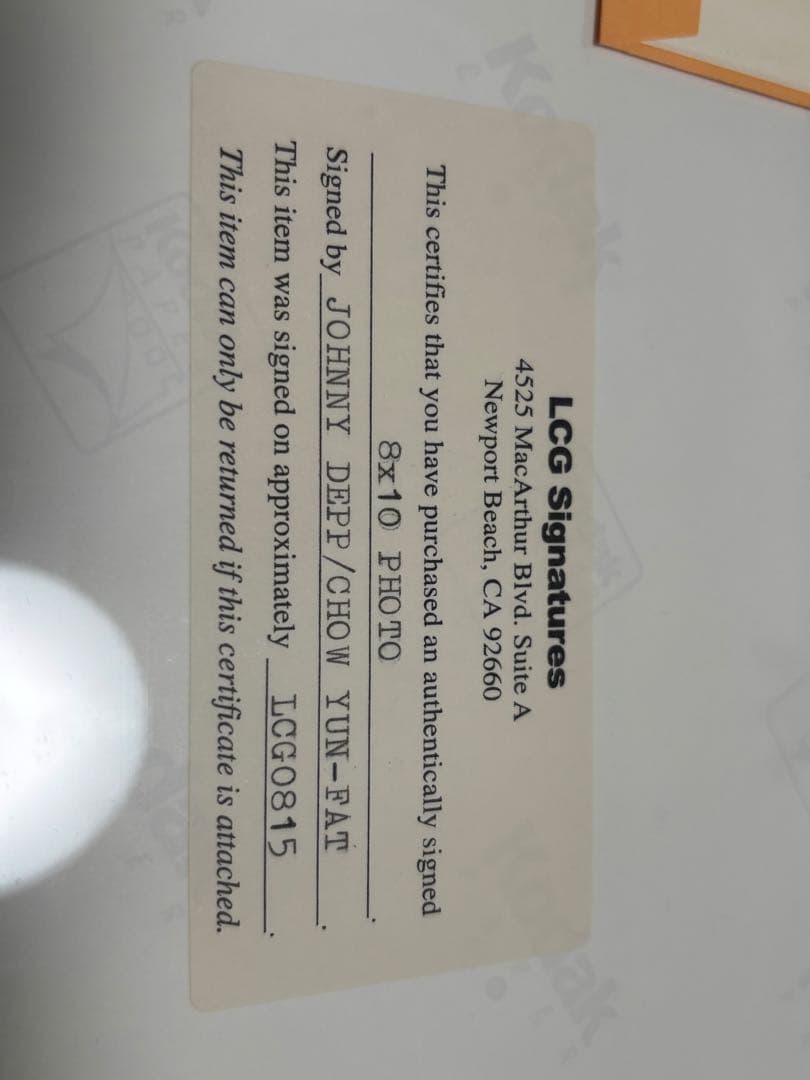 LCG Signatures
4525 MacArthur Blvd. Suite A
Newport Beach, CA 92660
This certifies that you have purchased an authentically signed
8x10 PHOTO.
Signed by JOHNNY DEPP/CHOW YUN-FAT.
This item was signed on approximately LCG0815.
This item can only be returned if this certificate is attached.
Kodak
Kodak